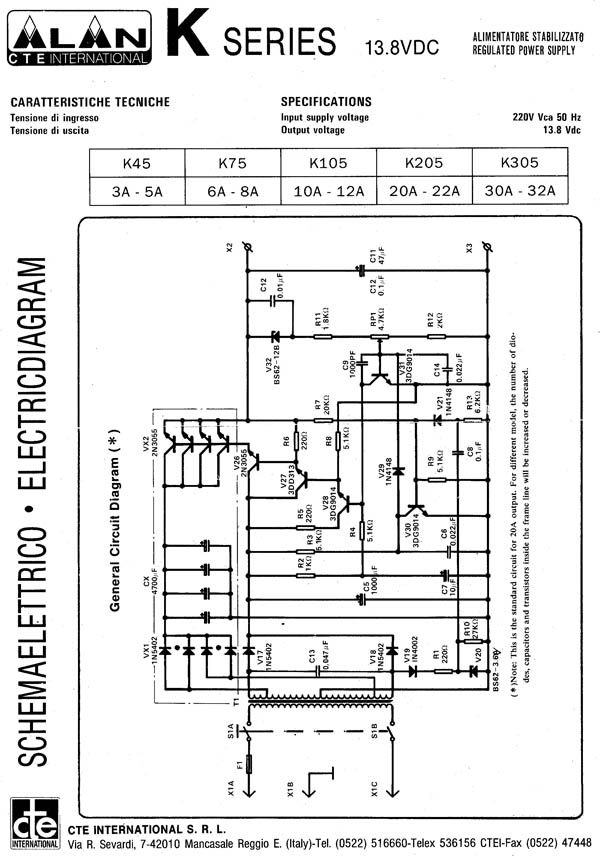 ALAN
CTE INTERNATIONAL
K SERIES 13.8VDC
ALIMENTATORE STABILIZZATO
REGULATED POWER SUPPLY
CARATTERISTICHE TECNICHE
Tensione di ingresso
Tensione di uscita
SPECIFICATIONS
Input supply voltage 220V Vca 50 Hz
Output voltage 13.8 Vdc
K45 K75 K105 K205 K305
3A - 5A 6A - 8A 10A - 12A 20A - 22A 30A - 32A
SCHEMAELETTRICO • ELECTRICDIAGRAM
General Circuit Diagram (*)
X2
X3
C12
0.01µF
C11
47µF
C12
0.1µF
V32
BS62-12B
R11
1.8KΩ
RP1
4.7KΩ
R12
2KΩ
C9
1000PF
V31
3DG9014
C14
0.022µF
VX2
2N3055
R7
20KΩ
V21
1N4148
R13
6.2KΩ
V26
2N3055
R6
220Ω
R8
5.1KΩ
C8
0.1µF
V27
3DD313
V29
1N4148
R9
5.1KΩ
V28
3DG9014
V30
3DG9014
R5
220Ω
R3
5.1KΩ
R4
5.1KΩ
R2
1KΩ
C6
0.022µF
CX
4700µF
C5
1000µF
C7
10µF
VX1
1N5402
V17
1N5402
C13
0.047µF
V18
1N5402
V19
IN4002
R1
220Ω
R10
27KΩ
V20
BS62-3.6V
T1
S1A
S1B
F1
X1A
X1B
X1C
(*)Note: This is the standard circuit for 20A output. For different model, the number of dio-
des, capacitors and transistors inside the frame line will be increased or decreased.
cte
INTERNATIONAL
CTE INTERNATIONAL S. R. L.
Via R. Sevardi, 7-42010 Mancasale Reggio E. (Italy)-Tel. (0522) 516660-Telex 536156 CTEI-Fax (0522) 47448